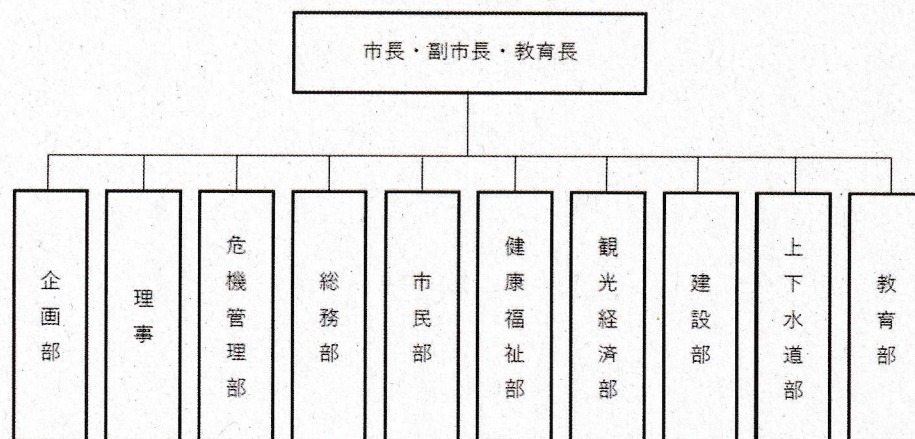 市長・副市長・教育長
企画部
理事
危機管理部
総務部
市民部
健康福祉部
観光経済部
建設部
上下水道部
教育部